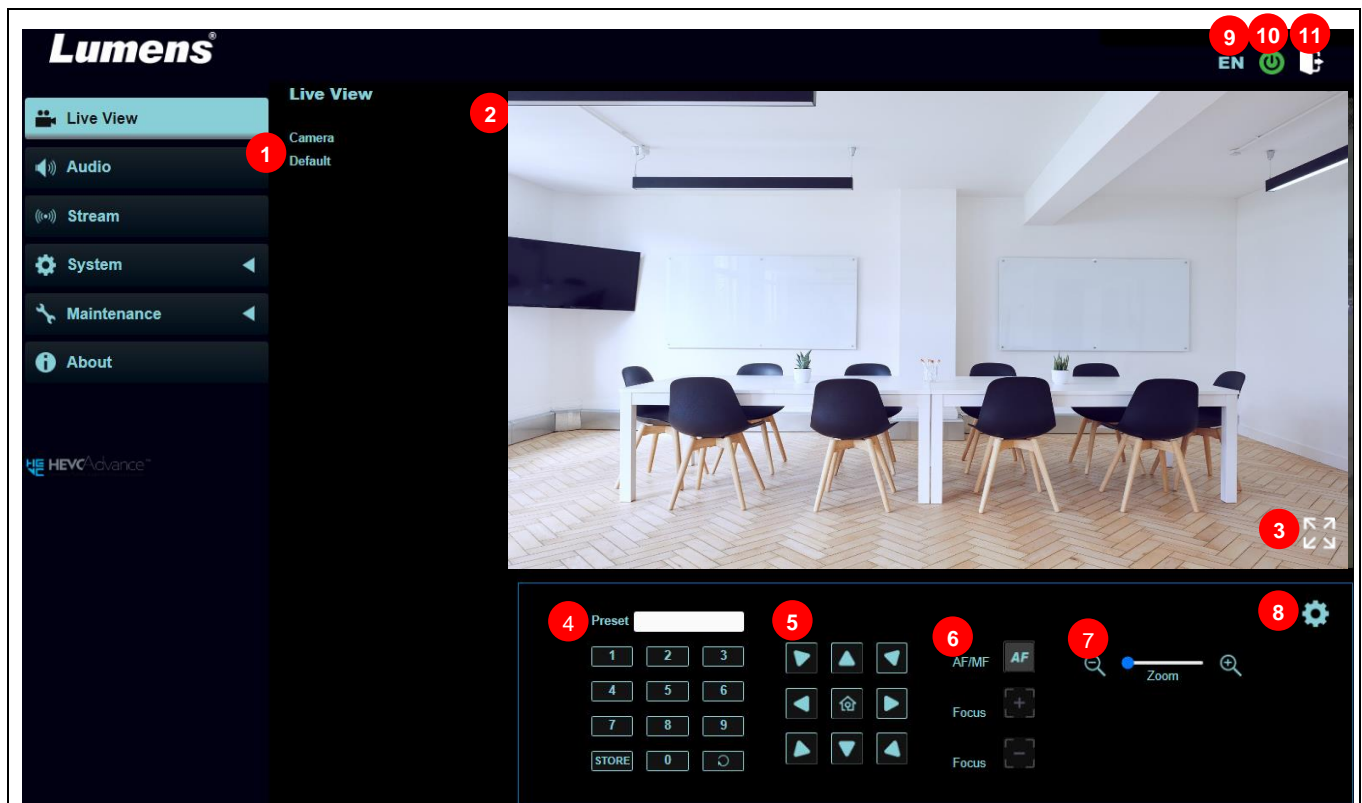 Lumens®
9 10 11
EN
Live View
Audio
Stream
System
Maintenance
About
HEVCAdvance™
Live View
1
Camera
Default
2
3
4
Preset
1 2 3
4 5 6
7 8 9
STORE 0
5
6
AF/MF AF
Focus +
Focus −
7
Zoom
8